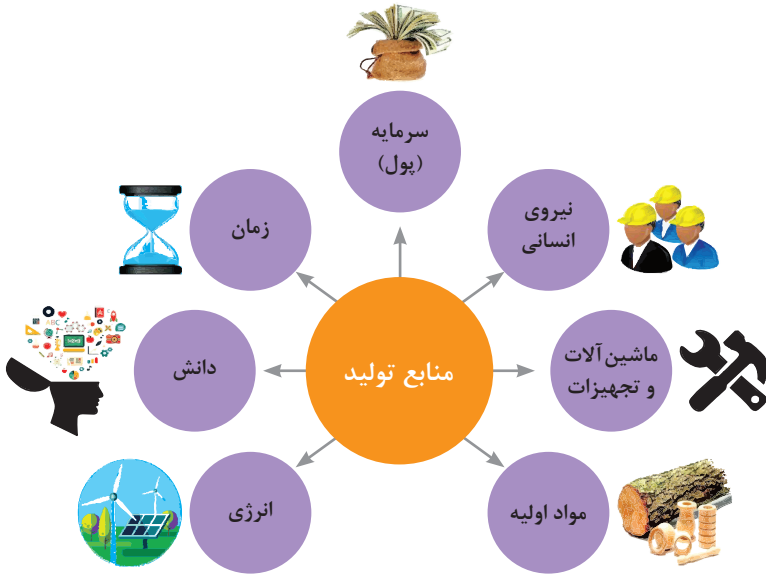 سرمایه
(پول)
نیروی
انسانی
زمان
ماشین‌آلات
و تجهیزات
منابع تولید
دانش
مواد اولیه
انرژی